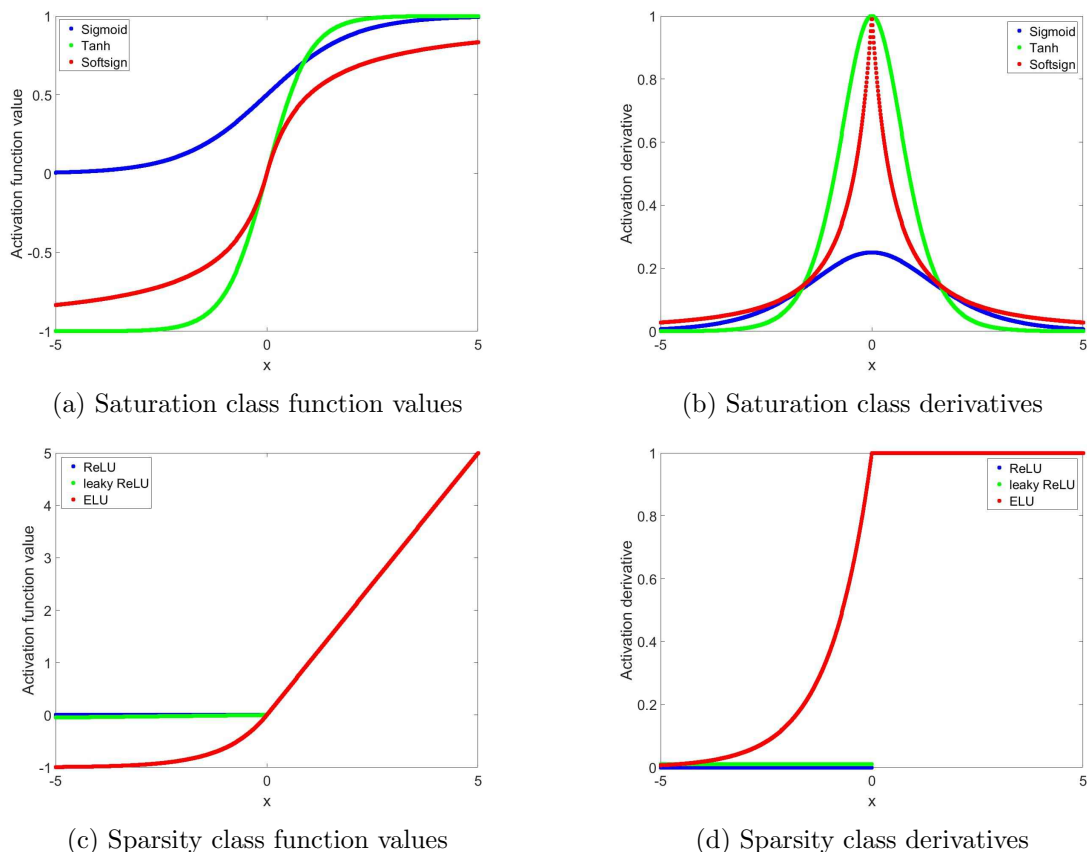 1
0.5
0
-0.5
-1
-5
0
5
x
Activation function value
Sigmoid
Tanh
Softsign
(a) Saturation class function values
1
0.8
0.6
0.4
0.2
0
-5
0
5
x
Activation derivative
Sigmoid
Tanh
Softsign
(b) Saturation class derivatives
5
4
3
2
1
0
-1
-5
0
5
x
Activation function value
ReLU
leaky ReLU
ELU
(c) Sparsity class function values
1
0.8
0.6
0.4
0.2
0
-5
0
5
x
Activation derivative
ReLU
leaky ReLU
ELU
(d) Sparsity class derivatives